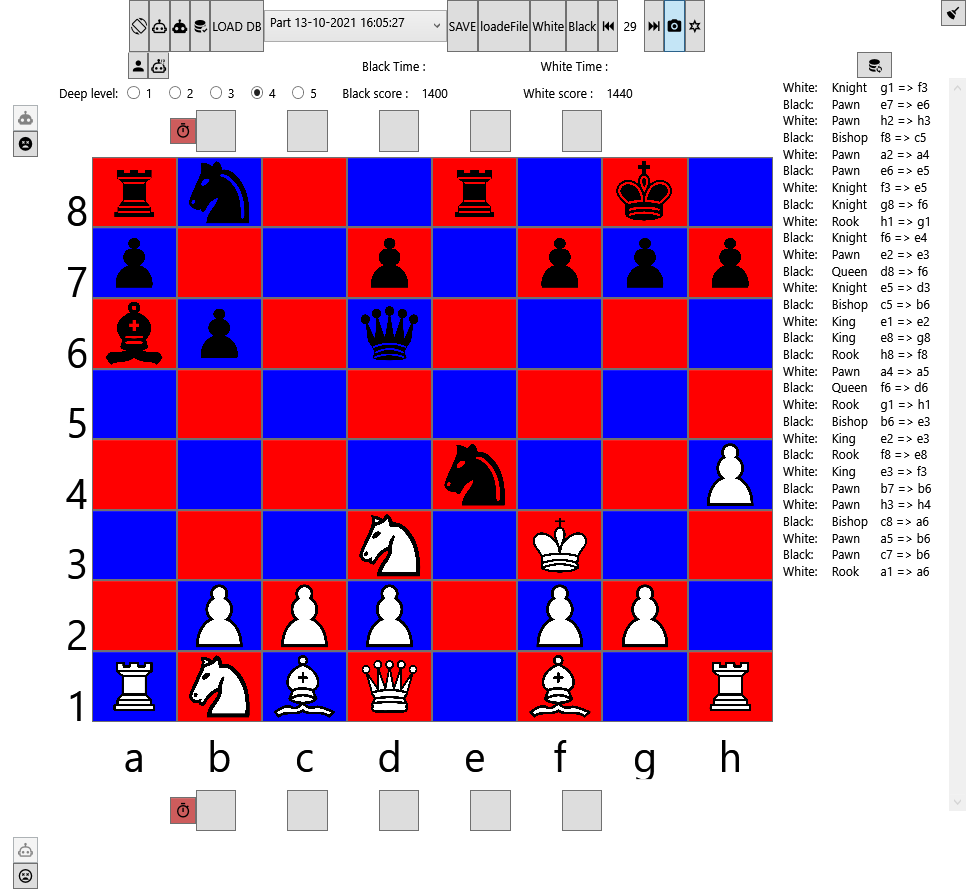 LOAD DB Part 13-10-2021 16:05:27 SAVE loadeFile White Black 29
Black Time : White Time :
Deep level: 1 2 3 4 5 Black score : 1400 White score : 1440
8
7
6
5
4
3
2
1
a b c d e f g h
White: Knight g1 => f3
Black: Pawn e7 => e6
White: Pawn h2 => h3
Black: Bishop f8 => c5
White: Pawn a2 => a4
Black: Pawn e6 => e5
White: Knight f3 => e5
Black: Knight g8 => f6
White: Rook h1 => g1
Black: Knight f6 => e4
White: Pawn e2 => e3
Black: Queen d8 => f6
White: Knight e5 => d3
Black: Bishop c5 => b6
White: King e1 => e2
Black: King e8 => g8
Black: Rook h8 => f8
White: Pawn a4 => a5
Black: Queen f6 => d6
White: Rook g1 => h1
Black: Bishop b6 => e3
White: King e2 => e3
Black: Rook f8 => e8
White: King e3 => f3
Black: Pawn b7 => b6
White: Pawn h3 => h4
Black: Bishop c8 => a6
White: Pawn a5 => b6
Black: Pawn c7 => b6
White: Rook a1 => a6